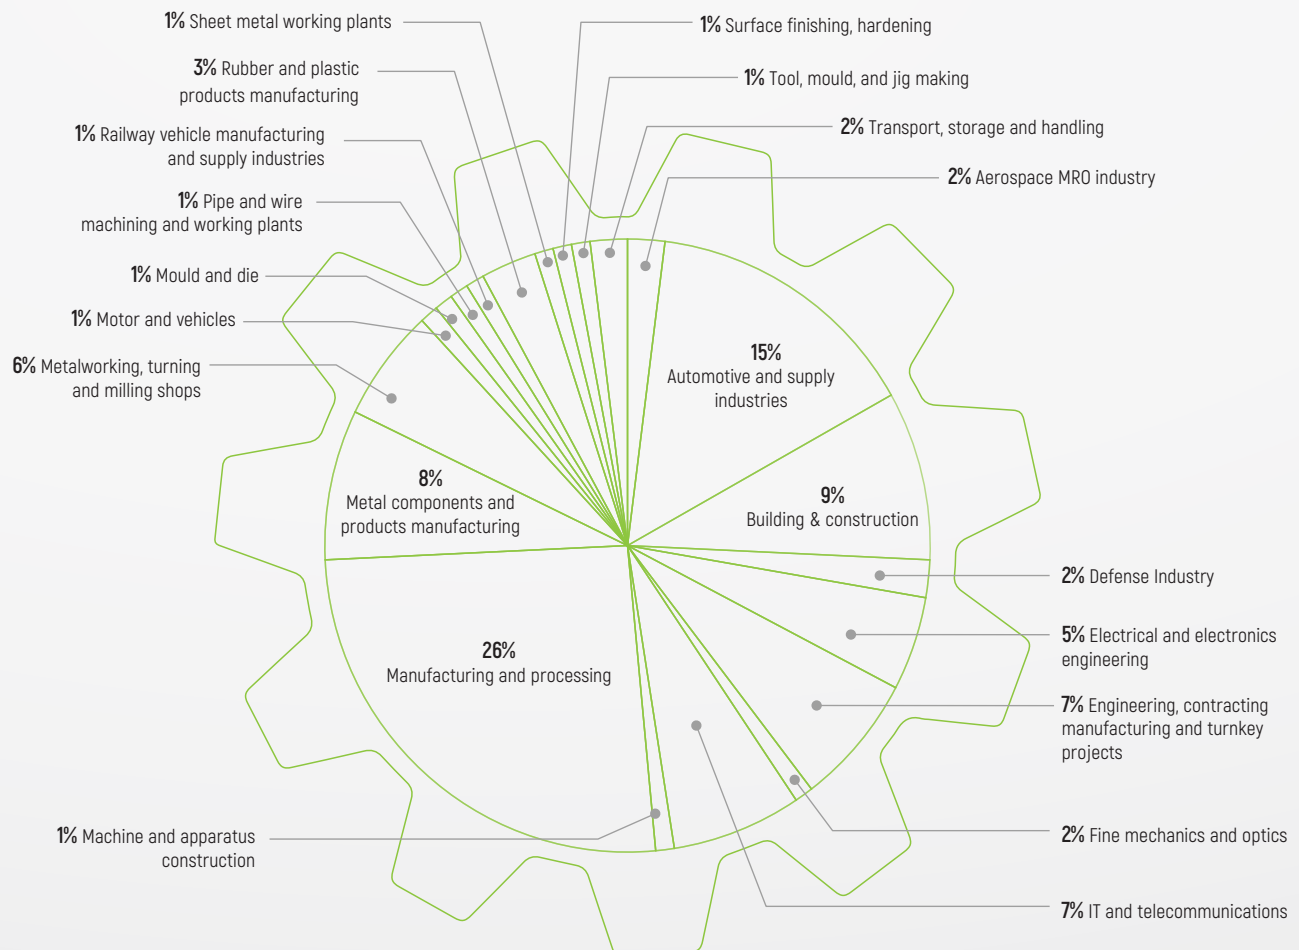 1% Sheet metal working plants
3% Rubber and plastic
products manufacturing
1% Railway vehicle manufacturing
and supply industries
1% Pipe and wire
machining and working plants
1% Mould and die
1% Motor and vehicles
6% Metalworking, turning
and milling shops
1% Surface finishing, hardening
1% Tool, mould, and jig making
2% Transport, storage and handling
2% Aerospace MRO industry
15%
Automotive and supply
industries
8%
Metal components and
products manufacturing
9%
Building & construction
26%
Manufacturing and processing
2% Defense Industry
5% Electrical and electronics
engineering
7% Engineering, contracting
manufacturing and turnkey
projects
2% Fine mechanics and optics
7% IT and telecommunications
1% Machine and apparatus
construction